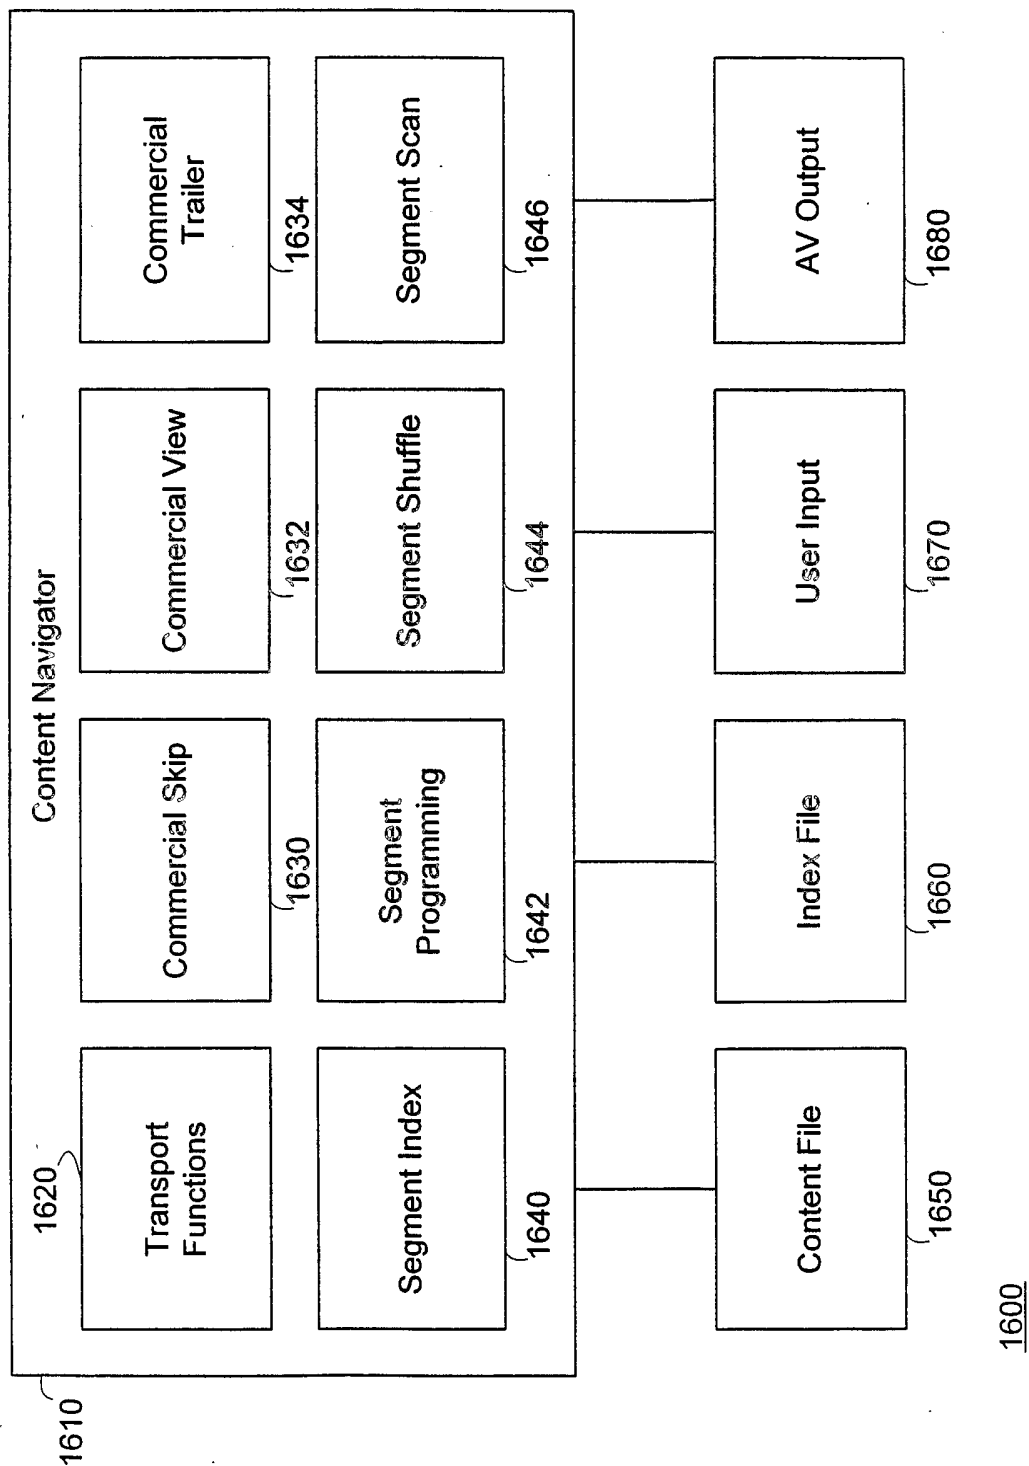 Content Navigator
1610
1620
Transport
Functions
Commercial Skip
1630
Commercial View
1632
Commercial
Trailer
1634
Segment Index
1640
Segment
Programming
1642
Segment Shuffle
1644
Segment Scan
1646
Content File
1650
Index File
1660
User Input
1670
AV Output
1680
1600